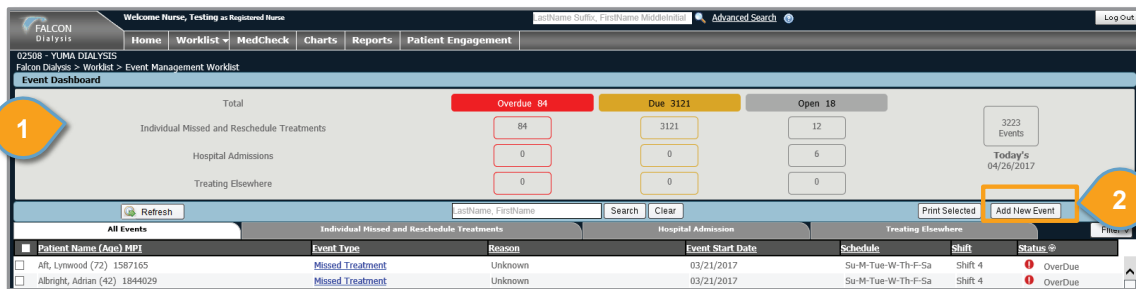 FALCON
Dialysis
Welcome Nurse, Testing as Registered Nurse
LastName Suffix, FirstName MiddleInitial
Advanced Search
Log Out
Home Worklist MedCheck Charts Reports Patient Engagement
02508 - YUMA DIALYSIS
Falcon Dialysis > Worklist > Event Management Worklist
Event Dashboard
1
Total Overdue 84 Due 3121 Open 18
Individual Missed and Reschedule Treatments 84 3121 12
Hospital Admissions 0 0 6
Treating Elsewhere 0 0 0
3223
Events
Today's
04/26/2017
2
Refresh LastName, FirstName Search Clear Print Selected Add New Event
All Events Individual Missed and Reschedule Treatments Hospital Admission Treating Elsewhere Filter
Patient Name (Age) MPI Event Type Reason Event Start Date Schedule Shift Status
Aft, Lynwood (72) 1587165 Missed Treatment Unknown 03/21/2017 Su-M-Tue-W-Th-F-Sa Shift 4 OverDue
Albright, Adrian (42) 1844029 Missed Treatment Unknown 03/21/2017 Su-M-Tue-W-Th-F-Sa Shift 4 OverDue